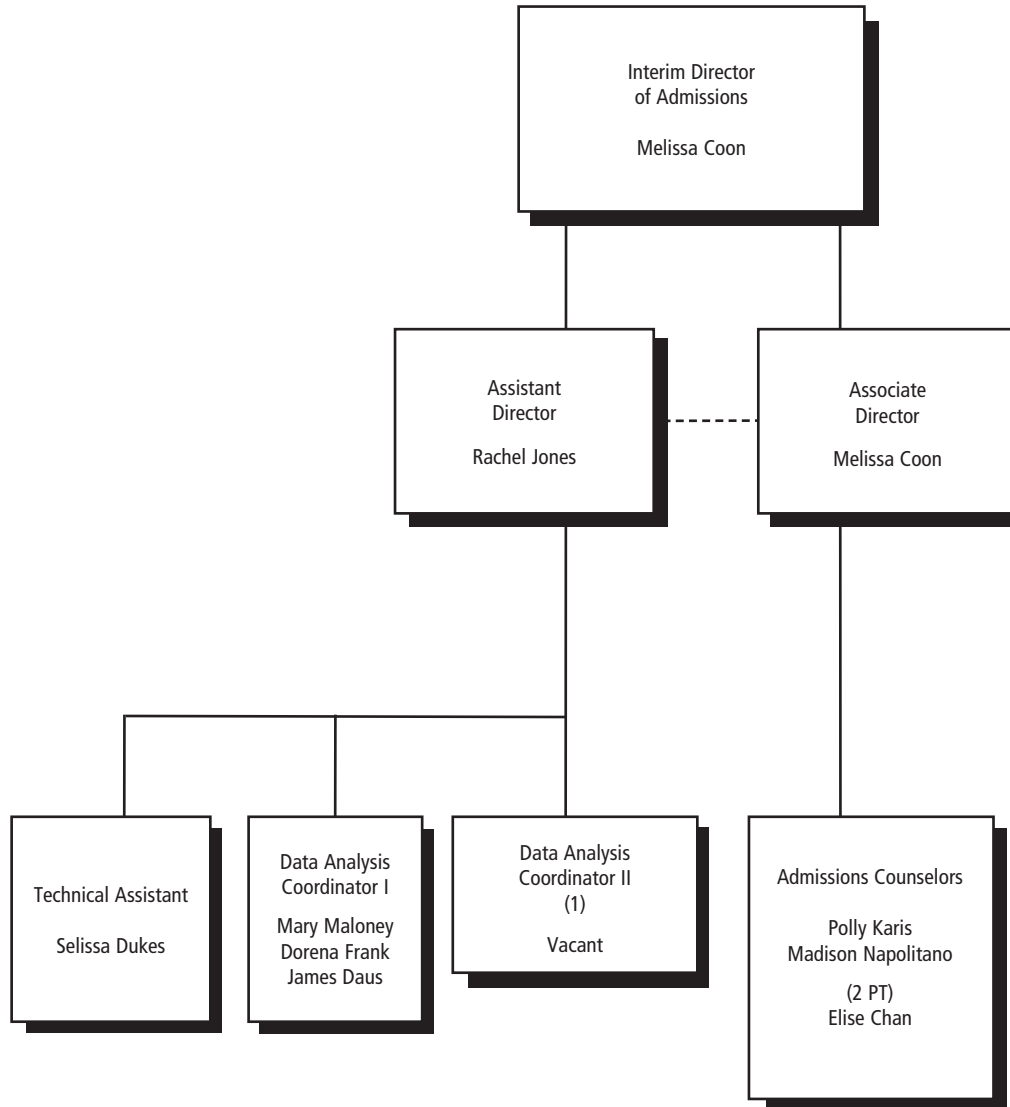 Interim Director
of Admissions
Melissa Coon
Assistant
Director
Rachel Jones
Associate
Director
Melissa Coon
Technical Assistant
Selissa Dukes
Data Analysis
Coordinator I
Mary Maloney
Dorena Frank
James Daus
Data Analysis
Coordinator II
(1)
Vacant
Admissions Counselors
Polly Karis
Madison Napolitano
(2 PT)
Elise Chan